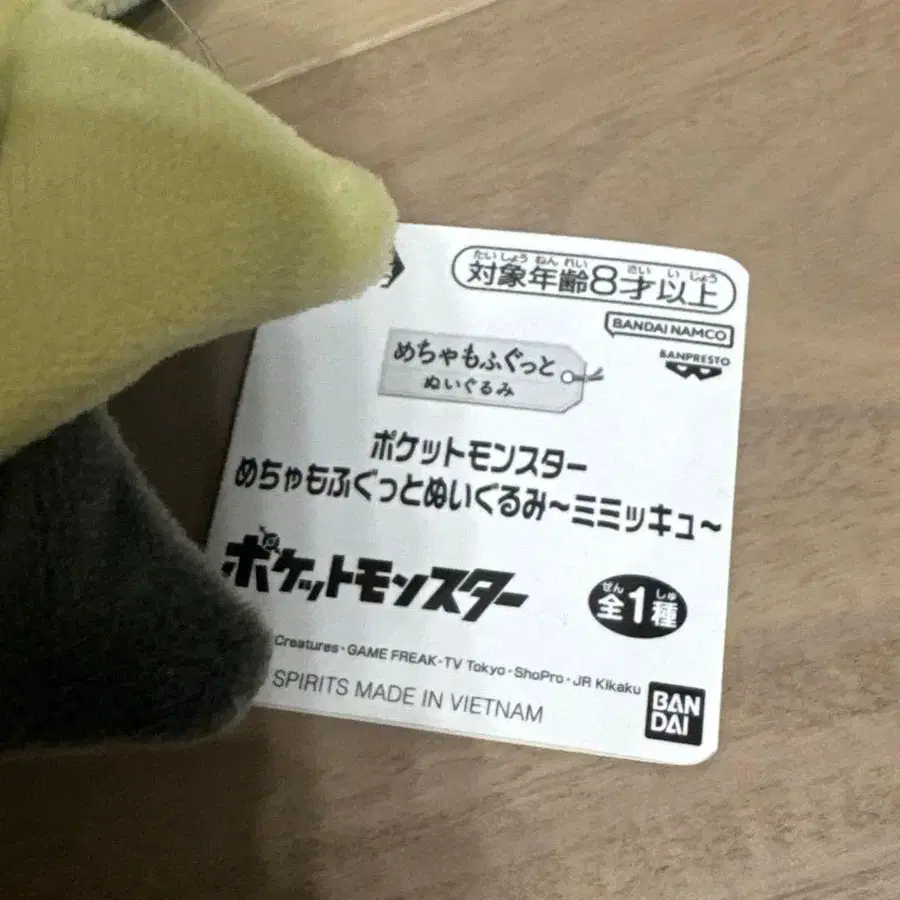 たいしょうねんれい さいいじょう
対象年齢8才以上
BANDAI NAMCO
BANPRESTO
めちゃもふぐっと
ぬいぐるみ
ポケットモンスター
めちゃもふぐっとぬいぐるみ～ミミッキュ～
ポケットモンスター
ぜん しゅ
全1種
Creatures・GAME FREAK・TV Tokyo・ShoPro・JR Kikaku
SPIRITS MADE IN VIETNAM
BAN
DAI